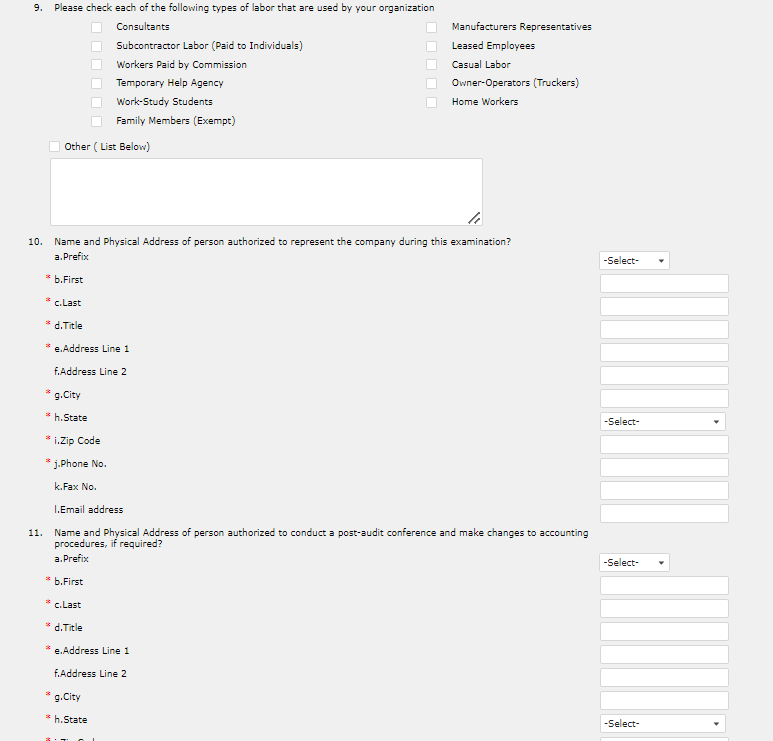 9. Please check each of the following types of labor that are used by your organization
Consultants Manufacturers Representatives
Subcontractor Labor (Paid to Individuals) Leased Employees
Workers Paid by Commission Casual Labor
Temporary Help Agency Owner-Operators (Truckers)
Work-Study Students Home Workers
Family Members (Exempt)
Other ( List Below)
10. Name and Physical Address of person authorized to represent the company during this examination?
a.Prefix -Select-
* b.First
* c.Last
* d.Title
* e.Address Line 1
f.Address Line 2
* g.City
* h.State -Select-
* i.Zip Code
* j.Phone No.
k.Fax No.
l.Email address
11. Name and Physical Address of person authorized to conduct a post-audit conference and make changes to accounting
procedures, if required?
a.Prefix -Select-
* b.First
* c.Last
* d.Title
* e.Address Line 1
f.Address Line 2
* g.City
* h.State -Select-